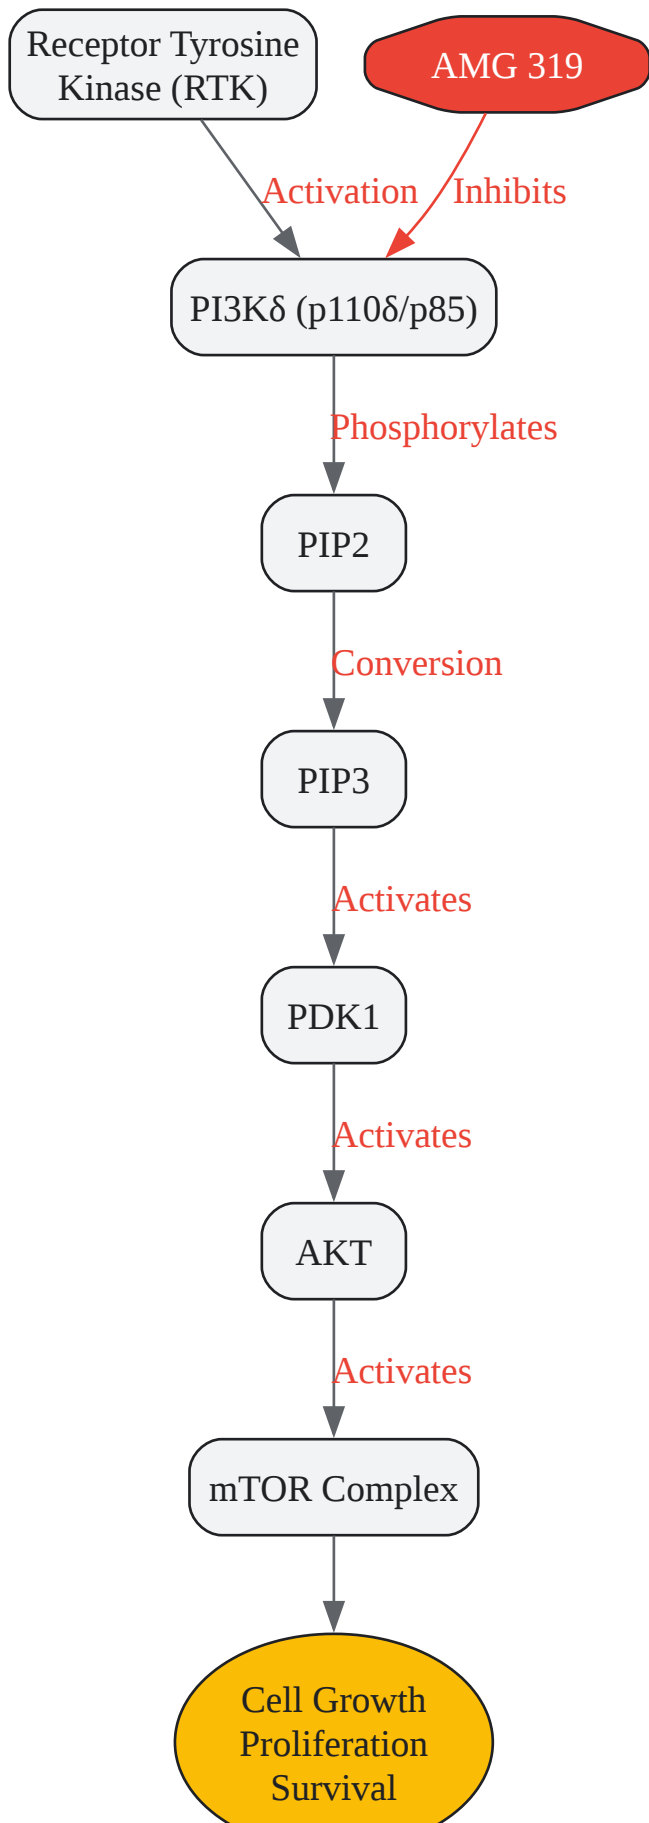 Receptor Tyrosine
Kinase (RTK)
AMG 319
Activation
Inhibits
PI3Kδ (p110δ/p85)
Phosphorylates
PIP2
Conversion
PIP3
Activates
PDK1
Activates
AKT
Activates
mTOR Complex
Cell Growth
Proliferation
Survival